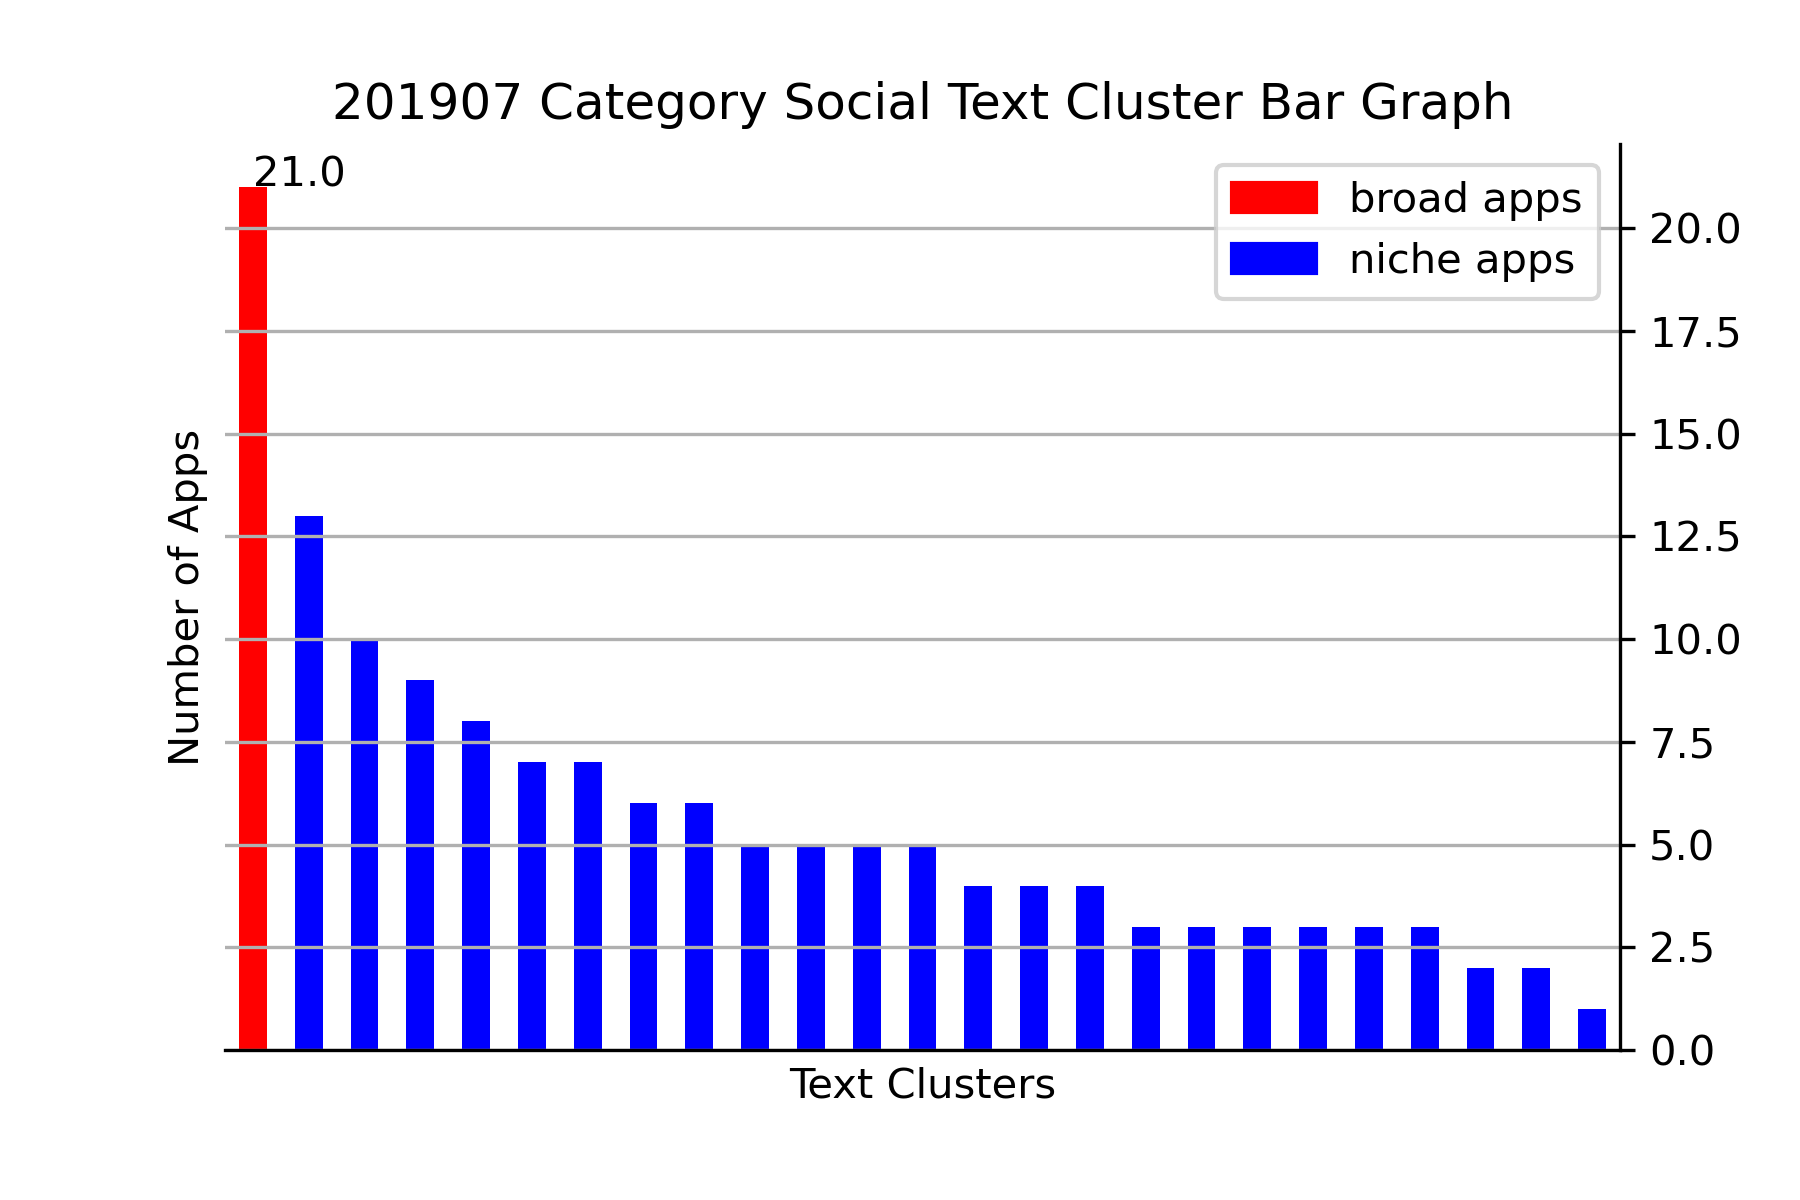 201907 Category Social Text Cluster Bar Graph
21.0
broad apps
niche apps
20.0
17.5
15.0
12.5
10.0
7.5
5.0
2.5
0.0
Number of Apps
Text Clusters